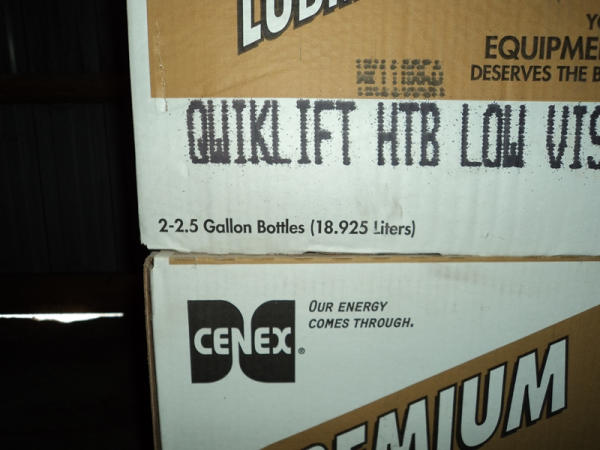 EQUIPME
DESERVES THE B
QWIKLIFT HTB LOW VIS
2-2.5 Gallon Bottles (18.925 Liters)
OUR ENERGY
COMES THROUGH.
CENEX®